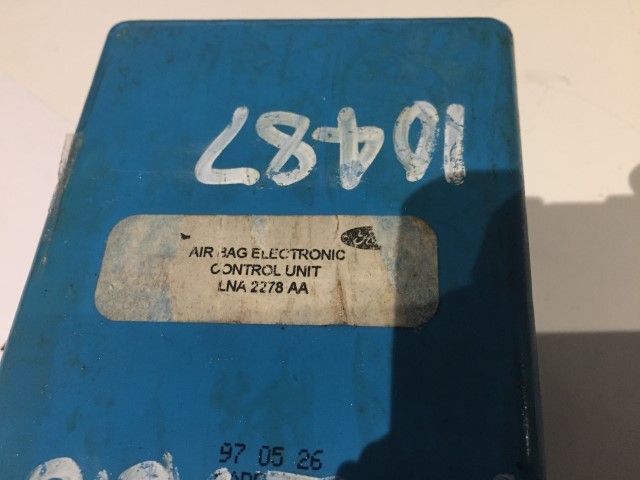 10487
AIR BAG ELECTRONIC
CONTROL UNIT
LNA 2278 AA
97 05 26